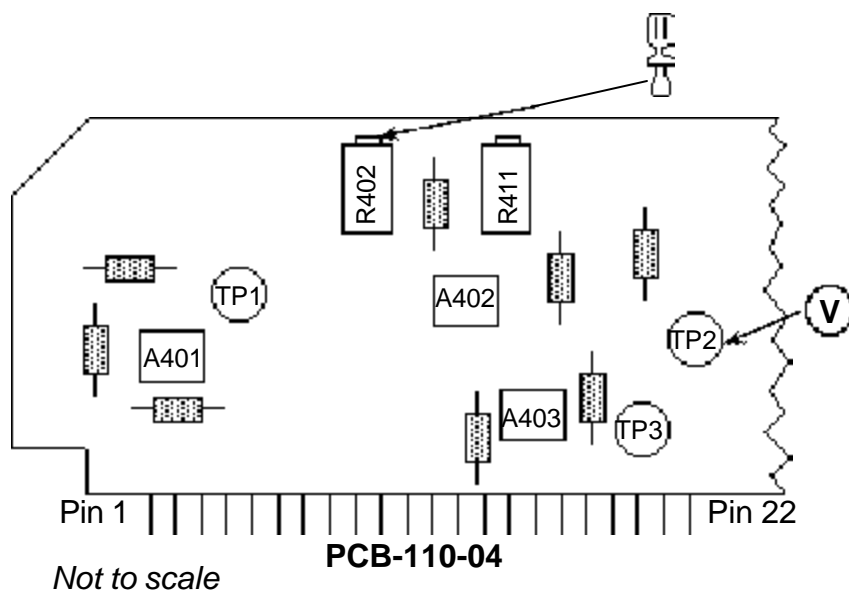 R402
R411
TP1
A402
V
TP2
A401
A403
TP3
Pin 1
Pin 22
PCB-110-04
Not to scale